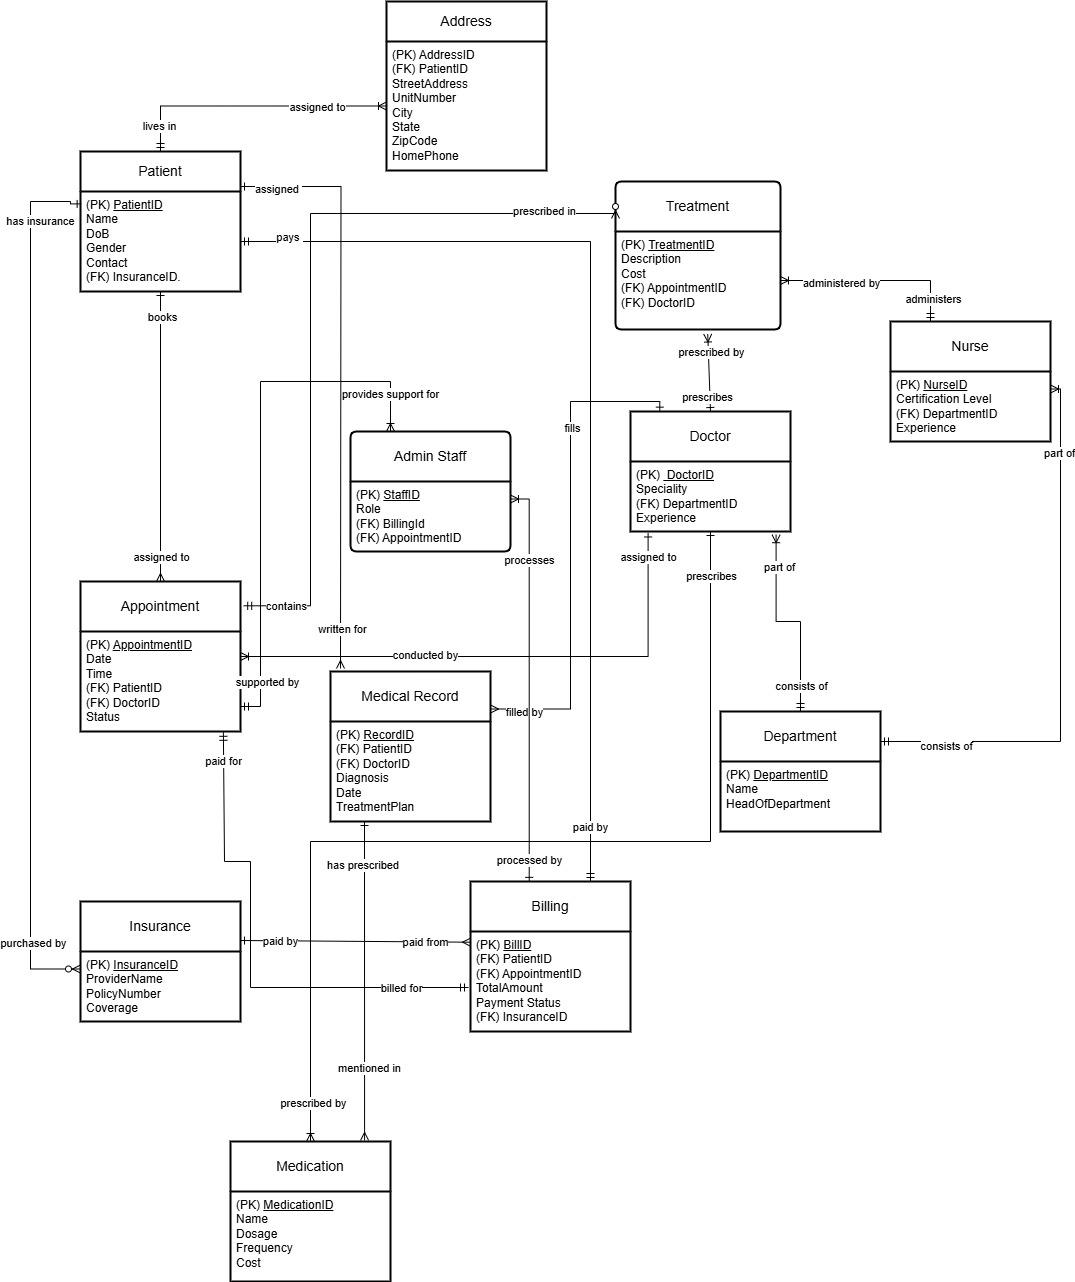 Address
(PK) AddressID
(FK) PatientID
StreetAddress
UnitNumber
City
State
ZipCode
HomePhone
assigned to
lives in
Patient
(PK) PatientID
Name
DoB
Gender
Contact
(FK) InsuranceID.
has insurance
assigned
pays
books
prescribed in
Treatment
(PK) TreatmentID
Description
Cost
(FK) AppointmentID
(FK) DoctorID
administered by
administers
Nurse
(PK) NurseID
Certification Level
(FK) DepartmentID
Experience
part of
prescribed by
prescribes
provides support for
Admin Staff
(PK) StaffID
Role
(FK) BillingId
(FK) AppointmentID
fills
Doctor
(PK)  DoctorID
Speciality
(FK) DepartmentID
Experience
processes
assigned to
prescribes
part of
assigned to
Appointment
(PK) AppointmentID
Date
Time
(FK) PatientID
(FK) DoctorID
Status
contains
written for
conducted by
supported by
Medical Record
(PK) RecordID
(FK) PatientID
(FK) DoctorID
Diagnosis
Date
TreatmentPlan
filled by
consists of
Department
(PK) DepartmentID
Name
HeadOfDepartment
consists of
paid for
paid by
has prescribed
processed by
Insurance
(PK) InsuranceID
ProviderName
PolicyNumber
Coverage
purchased by
paid by
paid from
billed for
Billing
(PK) BillID
(FK) PatientID
(FK) AppointmentID
TotalAmount
Payment Status
(FK) InsuranceID
mentioned in
prescribed by
Medication
(PK) MedicationID
Name
Dosage
Frequency
Cost